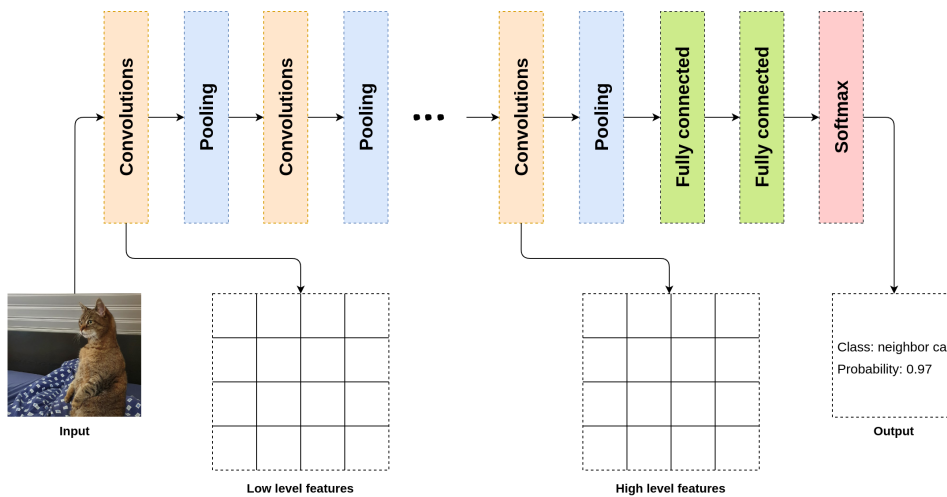 Convolutions
Pooling
Convolutions
Pooling
Convolutions
Pooling
Fully connected
Fully connected
Softmax
Class: neighbor ca
Probability: 0.97
Input
Output
Low level features
High level features